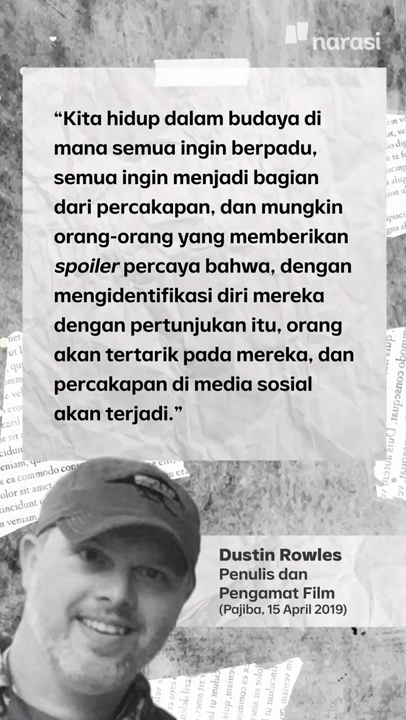 narasi
“Kita hidup dalam budaya di
mana semua ingin berpadu,
semua ingin menjadi bagian
dari percakapan, dan mungkin
orang-orang yang memberikan
spoiler percaya bahwa, dengan
mengidentifikasi diri mereka
dengan pertunjukan itu, orang
akan tertarik pada mereka, dan
percakapan di media sosial
akan terjadi.”
Dustin Rowles
Penulis dan
Pengamat Film
(Pajiba, 15 April 2019)